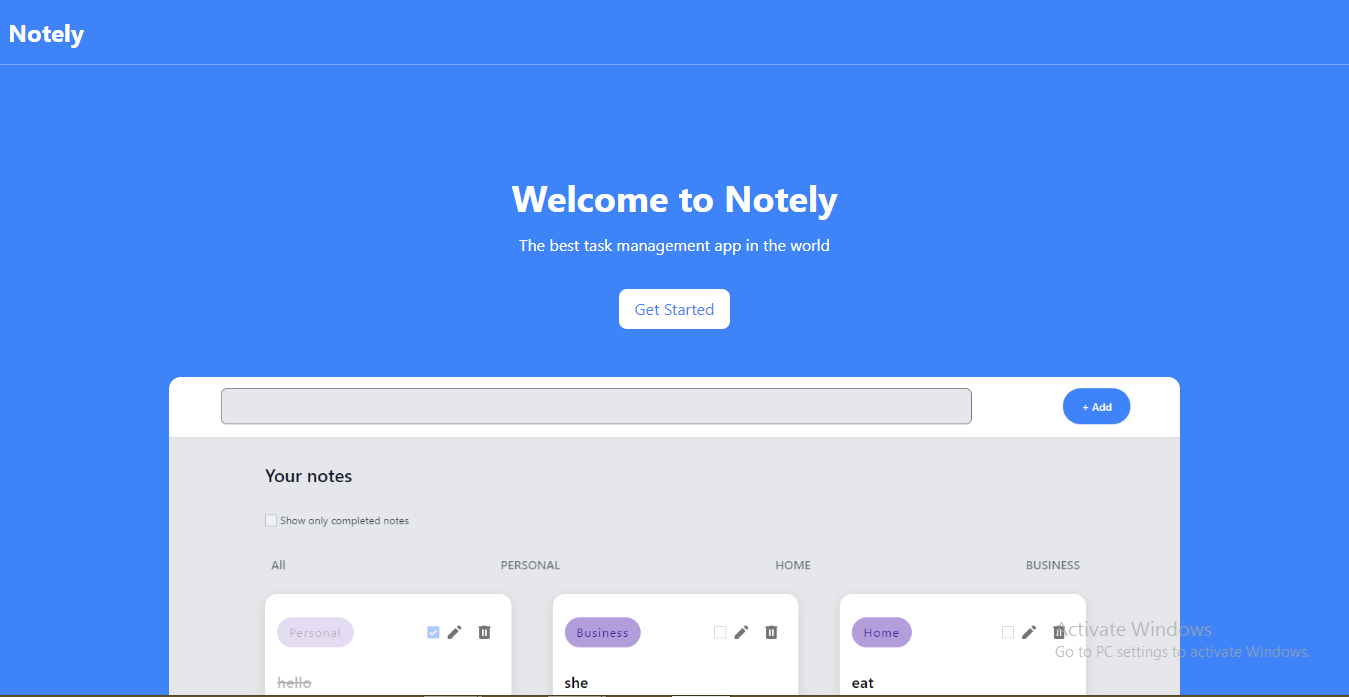 Notely
Welcome to Notely
The best task management app in the world
Get Started
+ Add
Your notes
Show only completed notes
All PERSONAL HOME BUSINESS
Personal Business Home
hello she eat
Activate Windows
Go to PC settings to activate Windows.